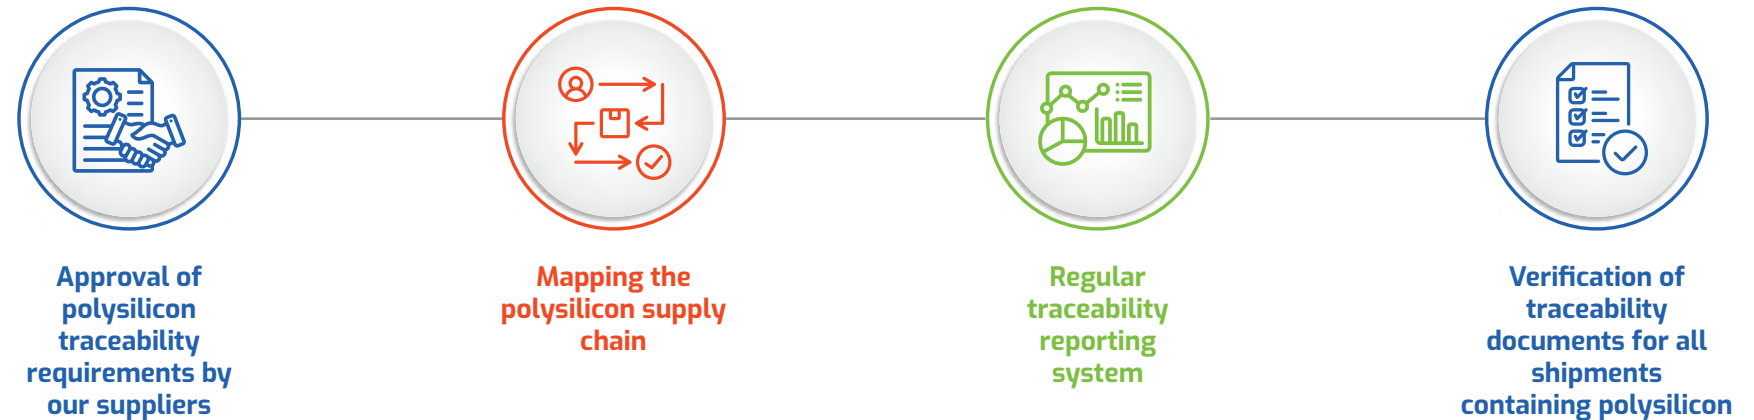 Approval of
polysilicon
traceability
requirements by
our suppliers
Mapping the
polysilicon supply
chain
Regular
traceability
reporting
system
Verification of
traceability
documents for all
shipments
containing polysilicon